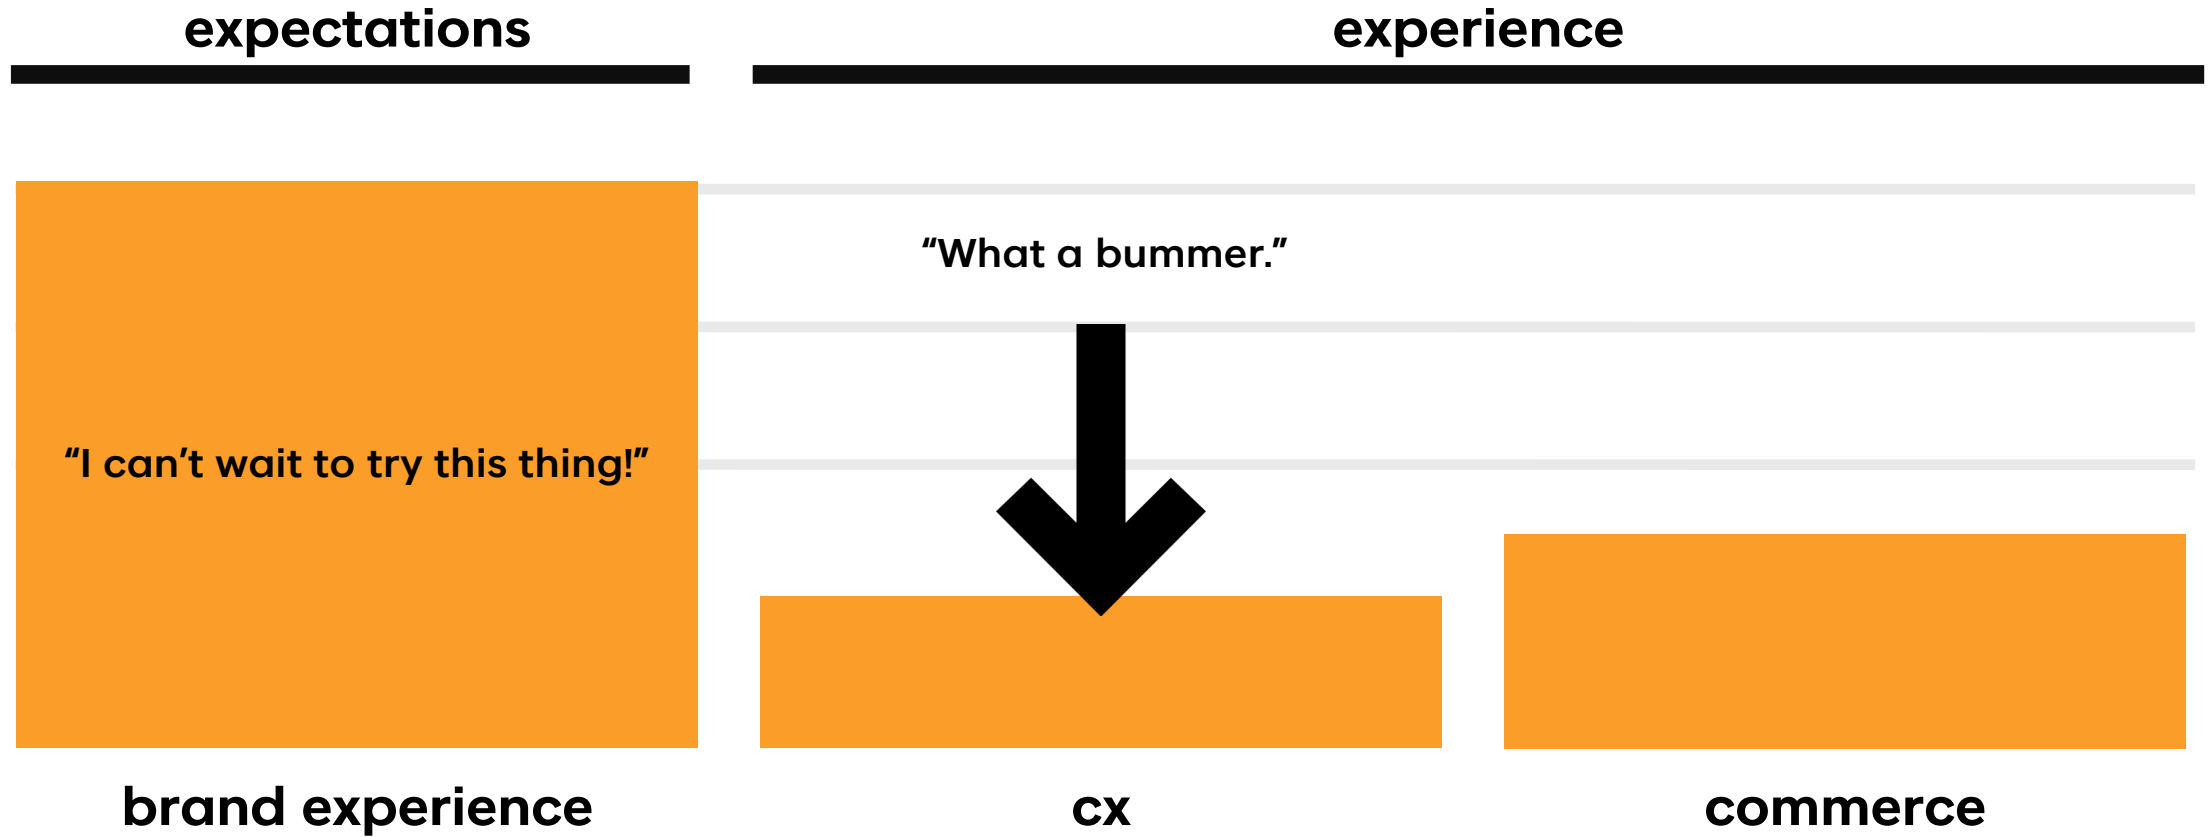 expectations
experience
“What a bummer.”
“I can’t wait to try this thing!”
brand experience
cx
commerce